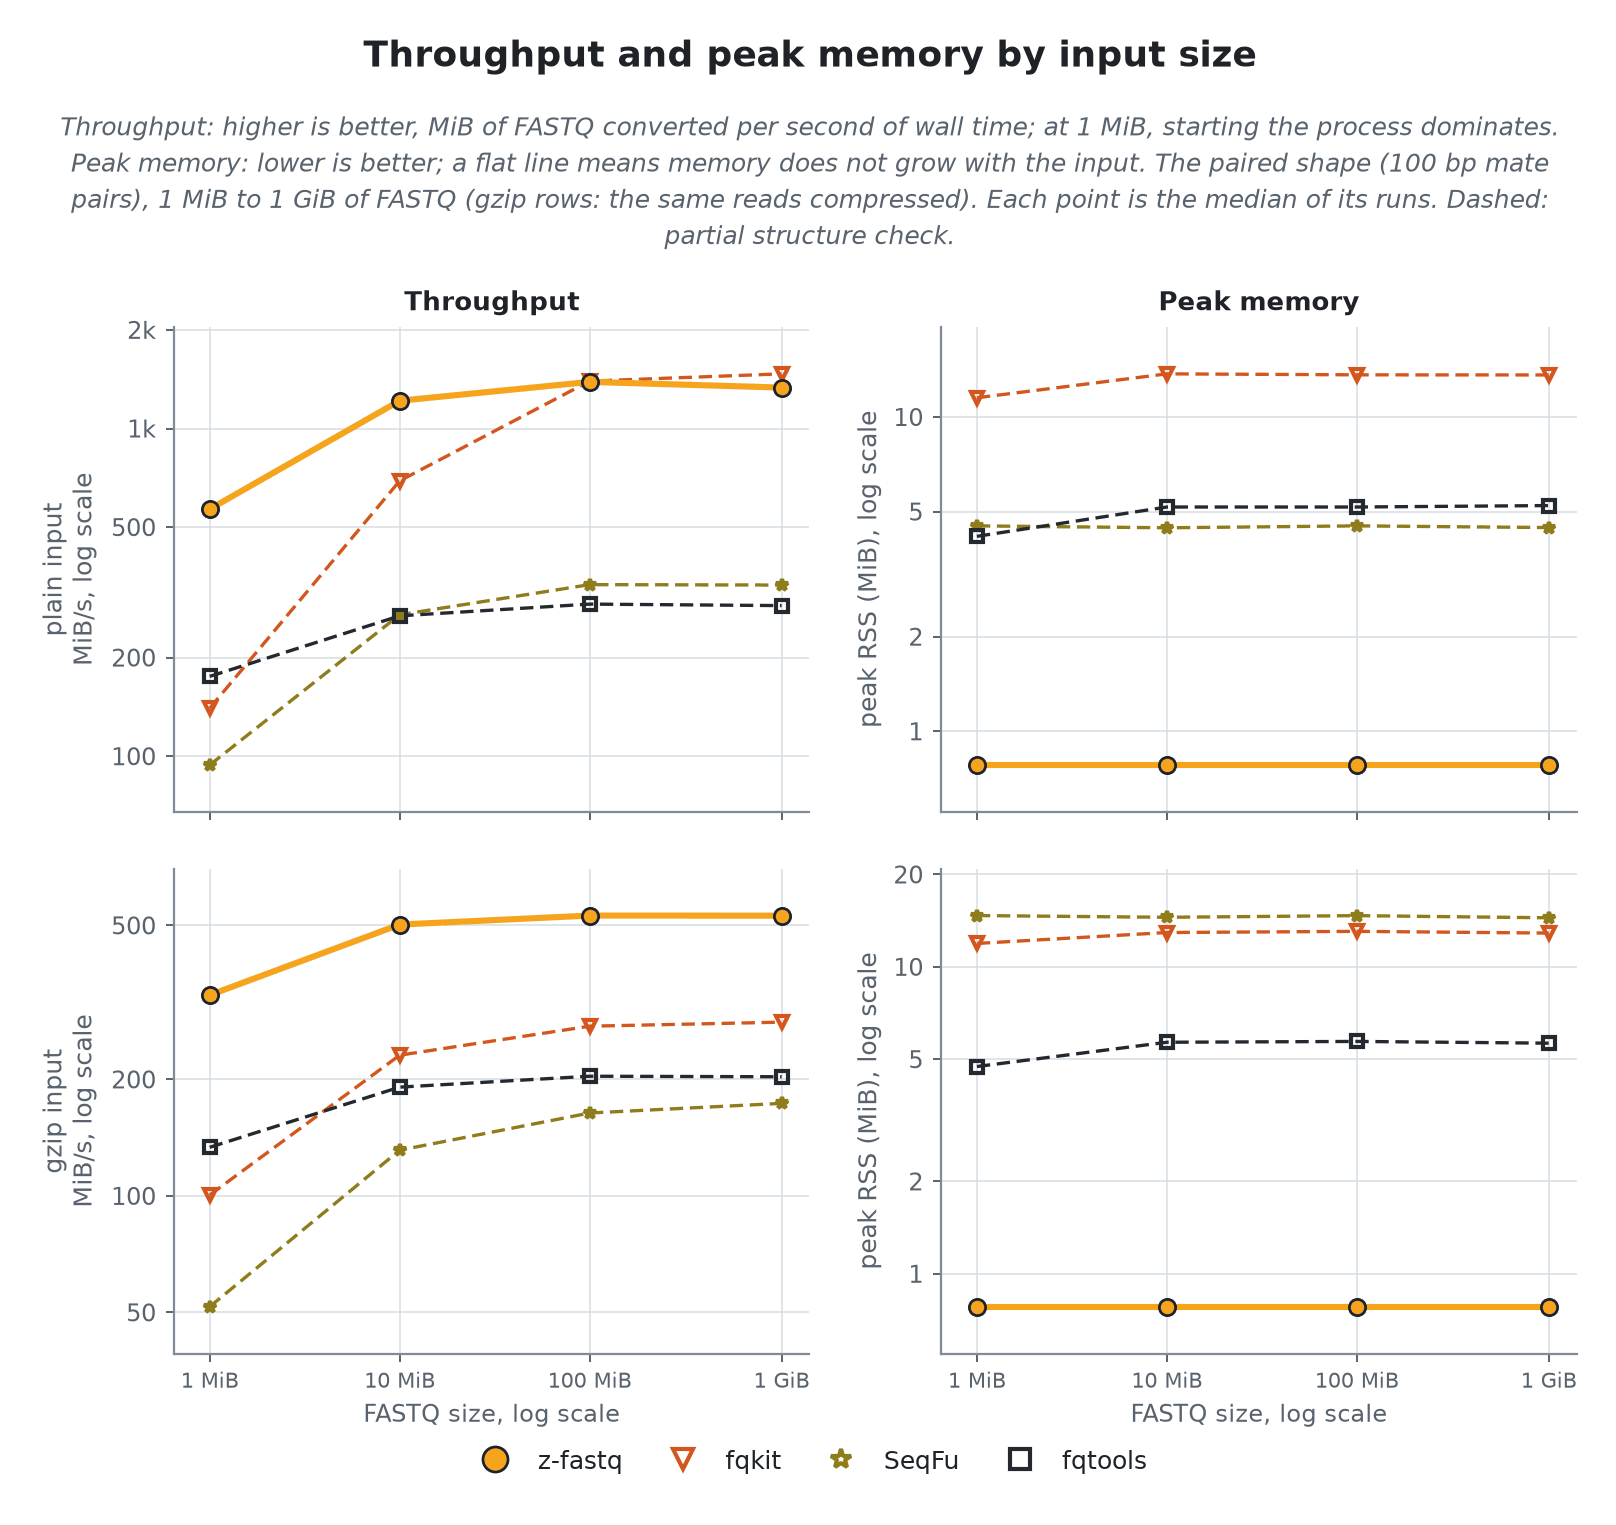 Throughput and peak memory by input size
Throughput: higher is better, MiB of FASTQ converted per second of wall time; at 1 MiB, starting the process dominates.
Peak memory: lower is better; a flat line means memory does not grow with the input. The paired shape (100 bp mate
pairs), 1 MiB to 1 GiB of FASTQ (gzip rows: the same reads compressed). Each point is the median of its runs. Dashed:
partial structure check.
Throughput
2k
1k
500
200
100
plain input
MiB/s, log scale
Peak memory
10
5
2
1
peak RSS (MiB), log scale
500
200
100
50
gzip input
MiB/s, log scale
1 MiB
10 MiB
100 MiB
1 GiB
FASTQ size, log scale
20
10
5
2
1
peak RSS (MiB), log scale
1 MiB
10 MiB
100 MiB
1 GiB
FASTQ size, log scale
z-fastq
fqkit
SeqFu
fqtools